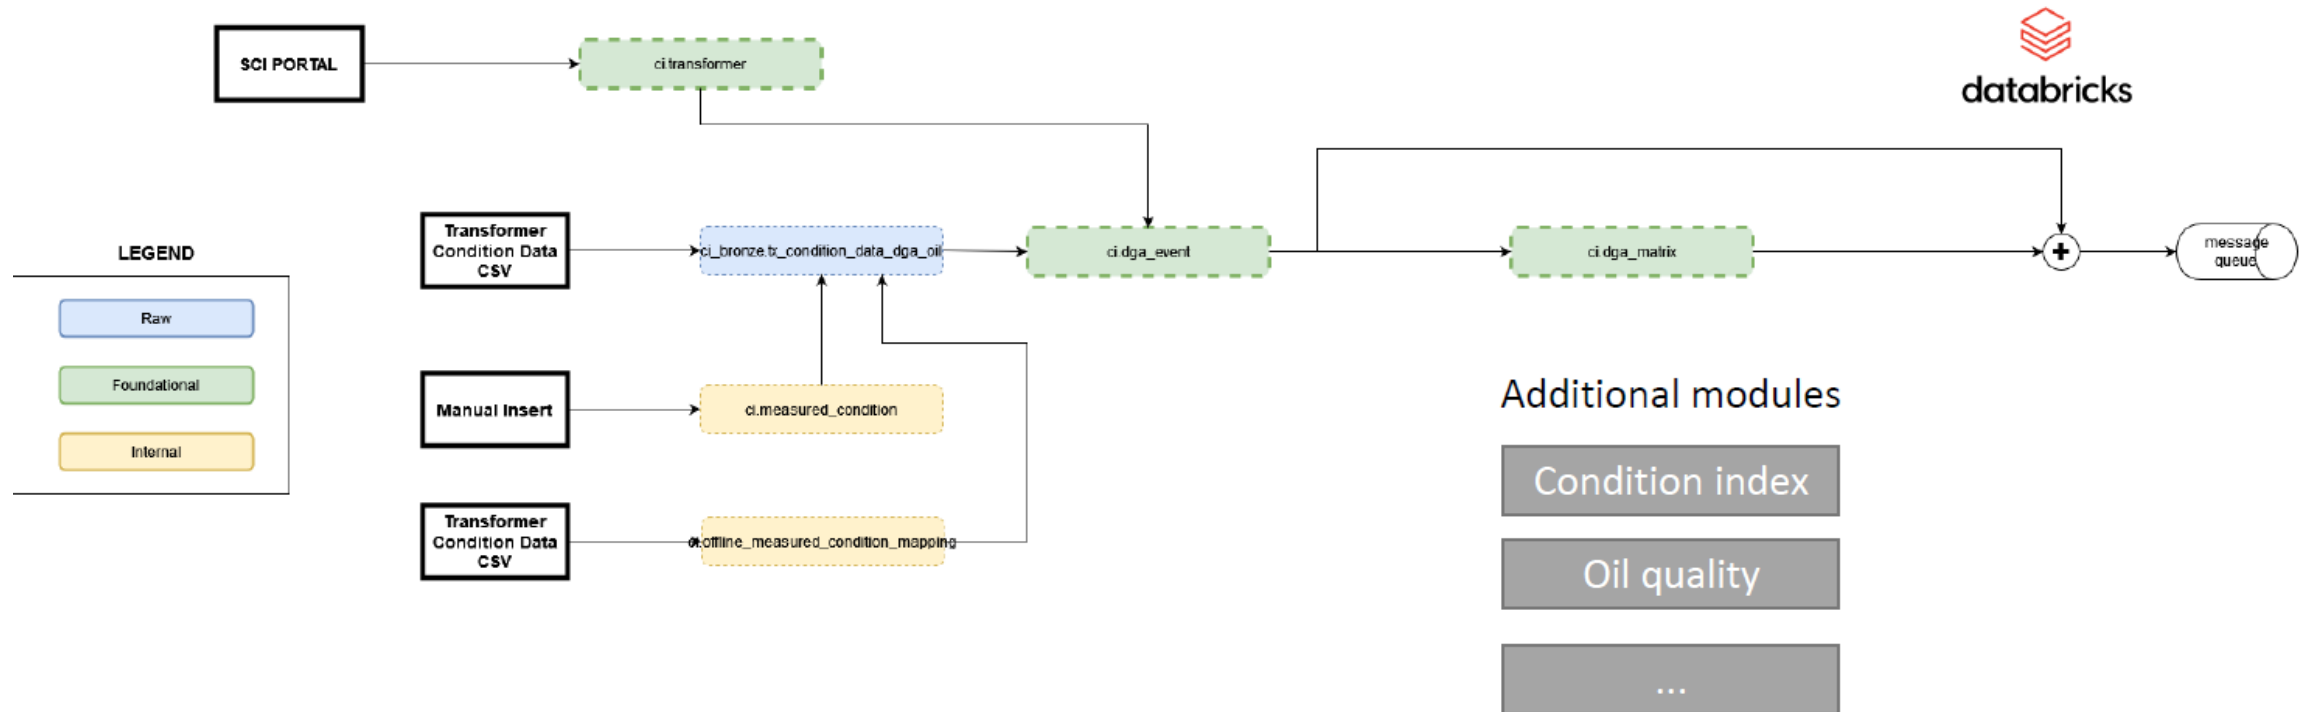 SCI PORTAL
ci.transformer
databricks
Transformer
Condition Data
CSV
ci_bronze.tx_condition_data_dga_oil
ci.dga_event
ci.dga_matrix
+
message
queue
LEGEND
Raw
Foundational
Internal
Manual Insert
ci.measured_condition
Transformer
Condition Data
CSV
ci.offline_measured_condition_mapping
Additional modules
Condition index
Oil quality
...